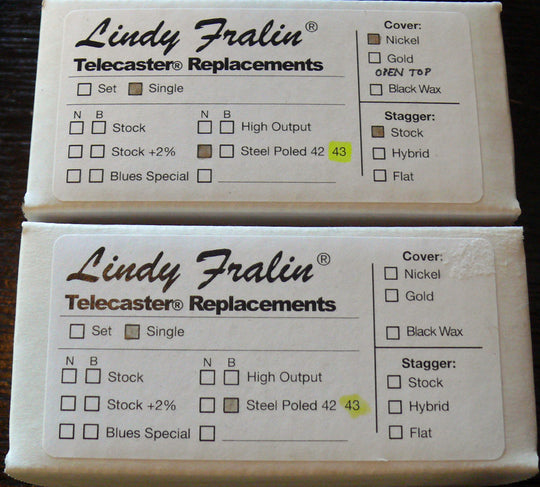 Lindy Fralin®
Telecaster® Replacements
Set Single
N B N B
Stock High Output
Stock +2% Steel Poled 42 43
Blues Special
Cover:
Nickel
Gold
OPEN TOP
Black Wax
Stagger:
Stock
Hybrid
Flat
Lindy Fralin®
Telecaster® Replacements
Set Single
N B N B
Stock High Output
Stock +2% Steel Poled 42 43
Blues Special
Cover:
Nickel
Gold
Black Wax
Stagger:
Stock
Hybrid
Flat